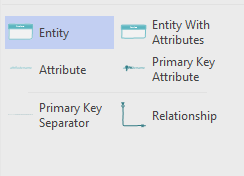 Entity
Entity With
Attributes
Attribute
Primary Key
Attribute
Primary Key
Separator
Relationship